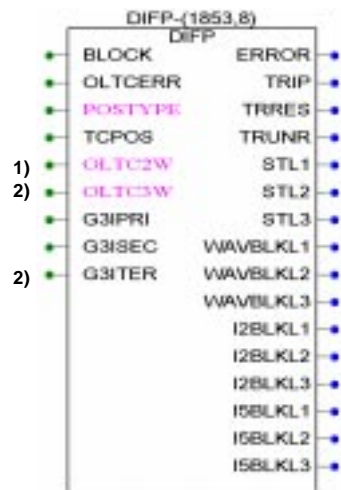 DIFP-(1853,8)
DIFP
BLOCK ERROR
OLTCERR TRIP
POSTYPE TRRES
TCPOS TRUNR
1) OLTC2W STL1
2) OLTC3W STL2
G3IPRI STL3
G3ISEC WAVBLKL1
2) G3ITER WAVBLKL2
WAVBLKL3
I2BLKL1
I2BLKL2
I2BLKL3
I5BLKL1
I5BLKL2
I5BLKL3